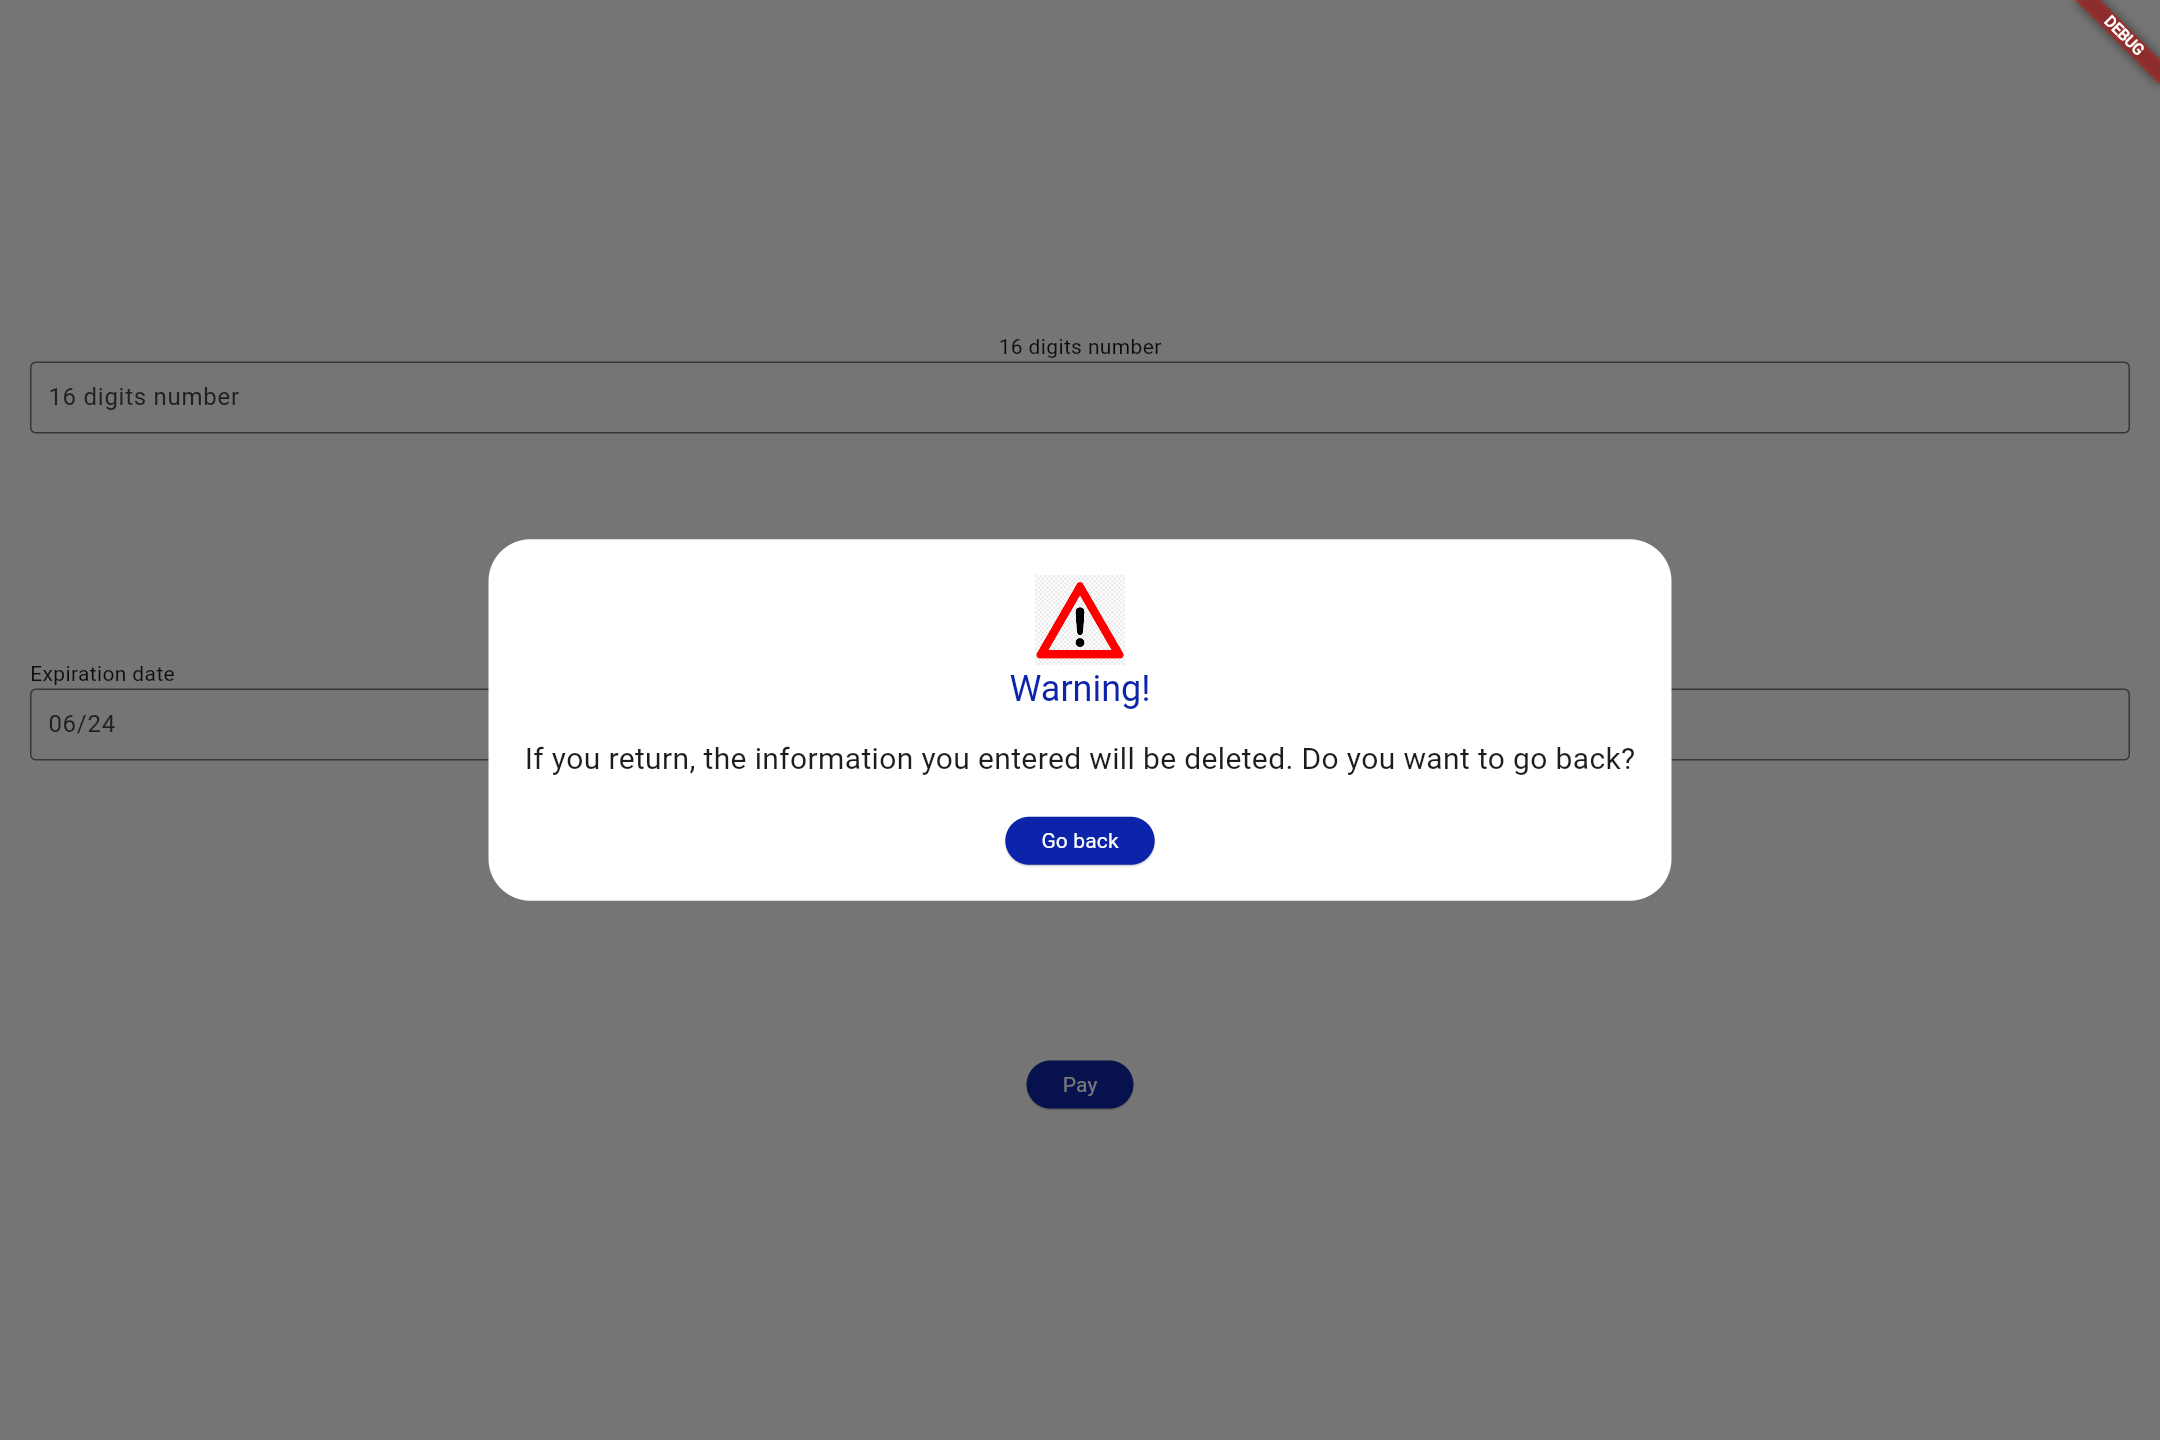 DEBUG
16 digits number
16 digits number
Expiration date
06/24
Warning!
If you return, the information you entered will be deleted. Do you want to go back?
Go back
Pay